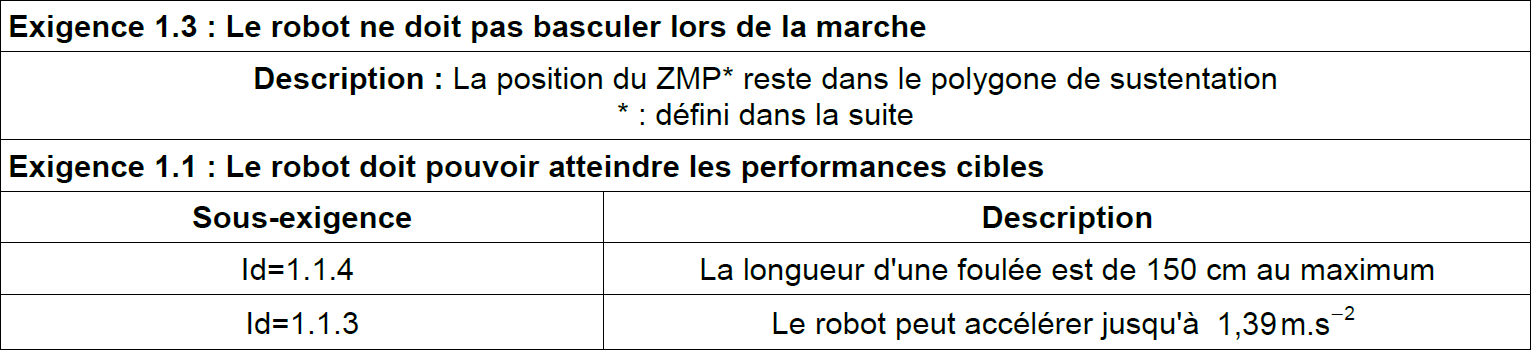 Exigence 1.3 : Le robot ne doit pas basculer lors de la marche
Description : La position du ZMP* reste dans le polygone de sustentation
* : défini dans la suite
Exigence 1.1 : Le robot doit pouvoir atteindre les performances cibles
Sous-exigence Description
Id=1.1.4 La longueur d'une foulée est de 150 cm au maximum
Id=1.1.3 Le robot peut accélérer jusqu'à 1,39 m.s⁻²